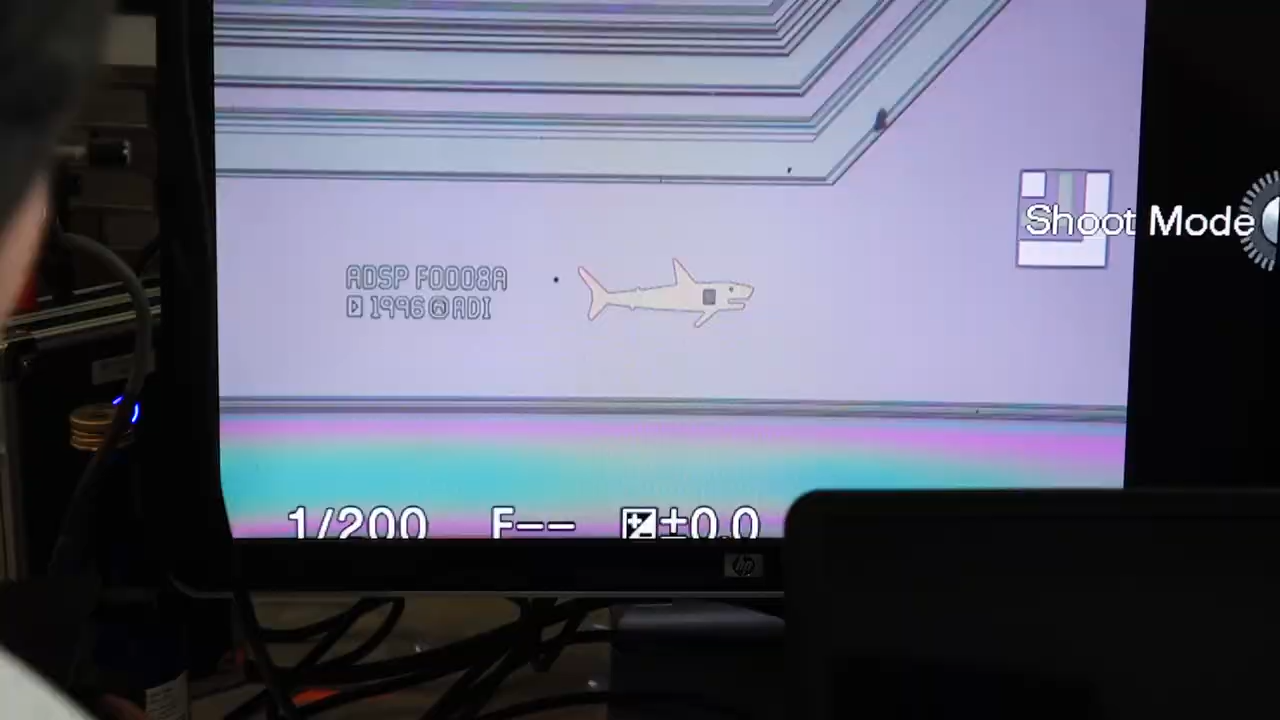 ADSP F0008A
1996 ADI
Shoot Mode
1/200 F-- ±0.0
hp